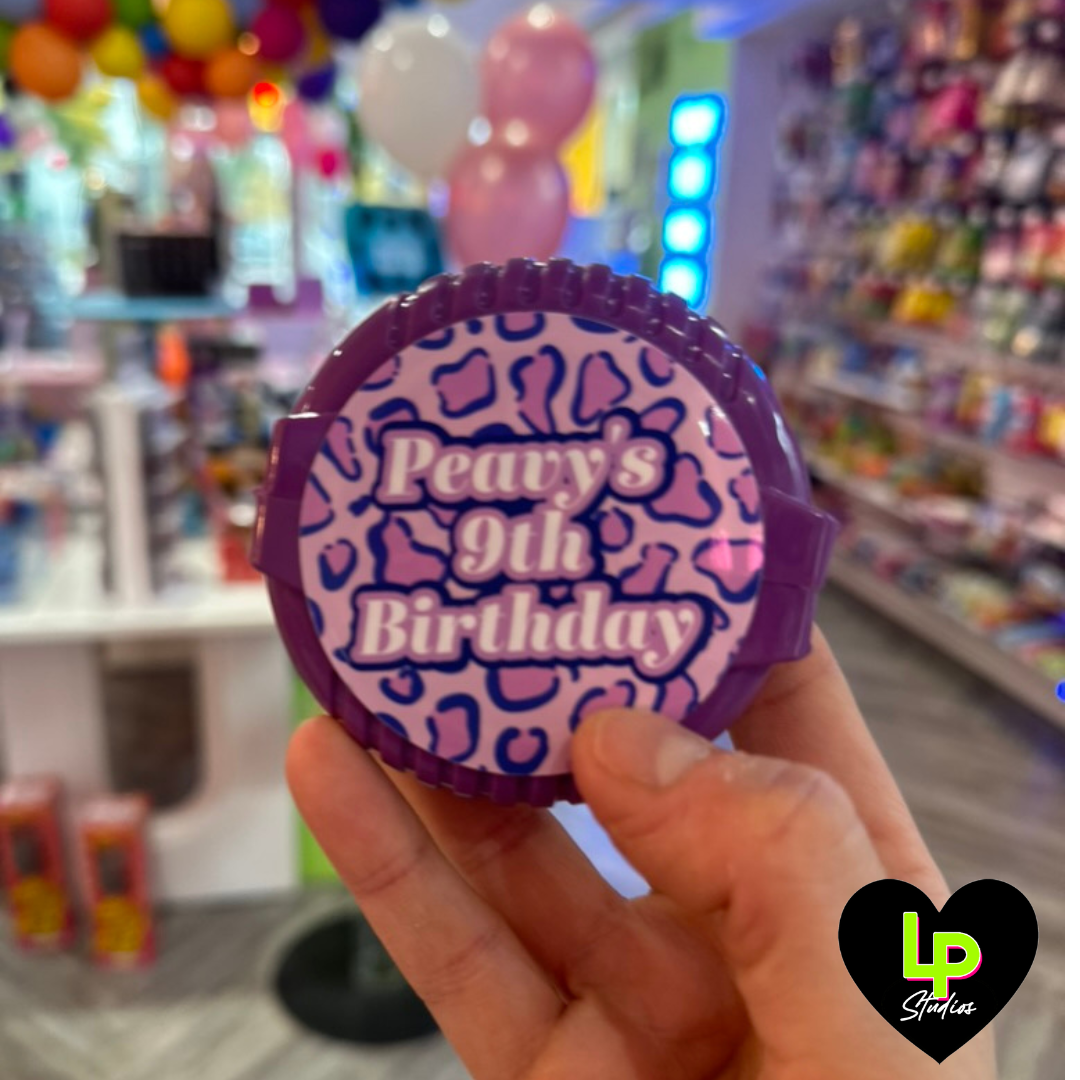 Peavy's
9th
Birthday
LP
Studios